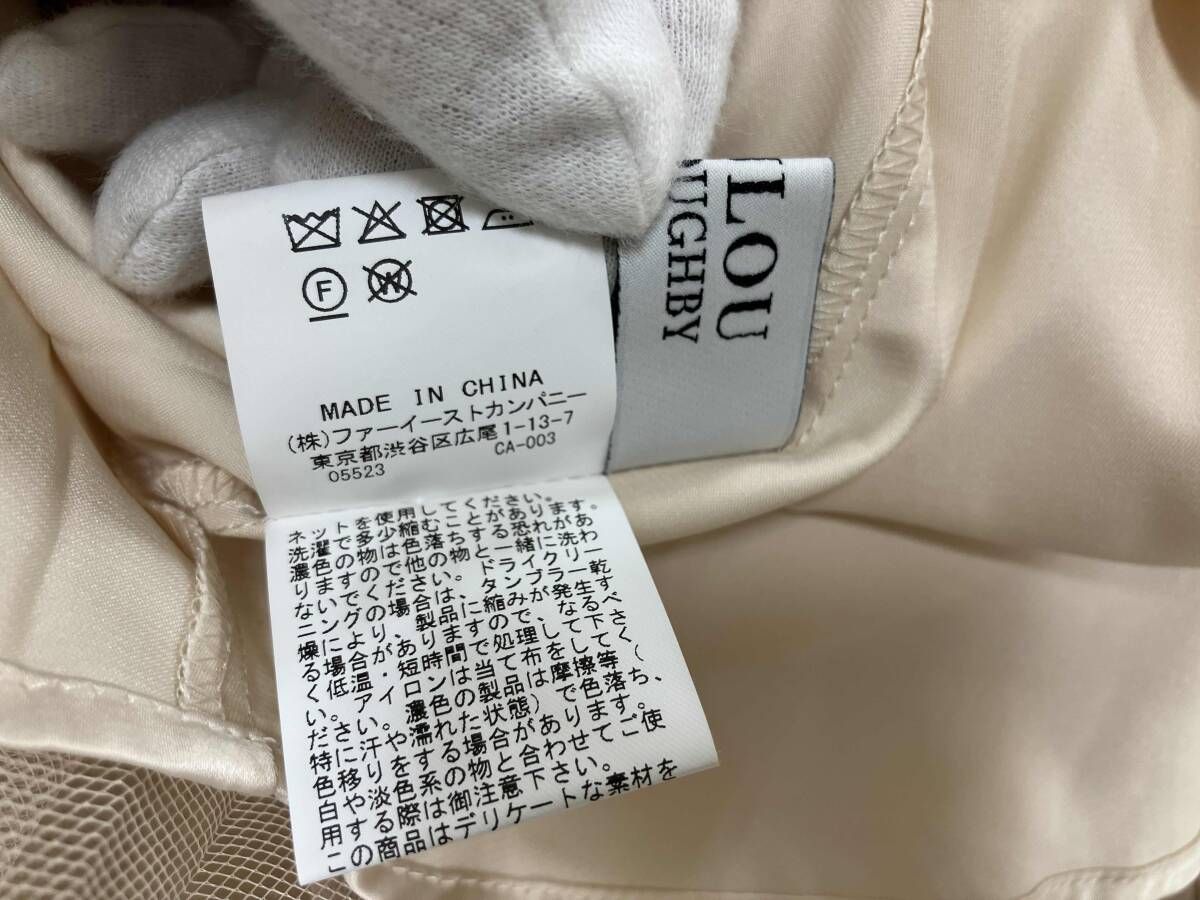 F
W
MADE IN CHINA
(株)ファーイーストカンパニー
東京都渋谷区広尾1-13-7
05523 CA-003
LOU
UGHBY
ネットを使用してください。
洗濯で多少縮むことがあります。
濃色の物は色落ちする恐れがあ
りますので他の物と一緒に洗わ
ないでください。ドライクリー
ニングの場合は、タンブラー乾
燥により、製品に縮みが発生す
る場合がありますので、なるべ
く低温・短時間で処理して下さ
い。アイロンは当て布をしてく
ださい。濃色の製品は摩擦等(
特に汗や濡れた状態)で色落ち、
色移りをする場合があります。
白や淡色系の物と合わせてご使
用する際は御注意下さい。
この商品はデリケートな素材を